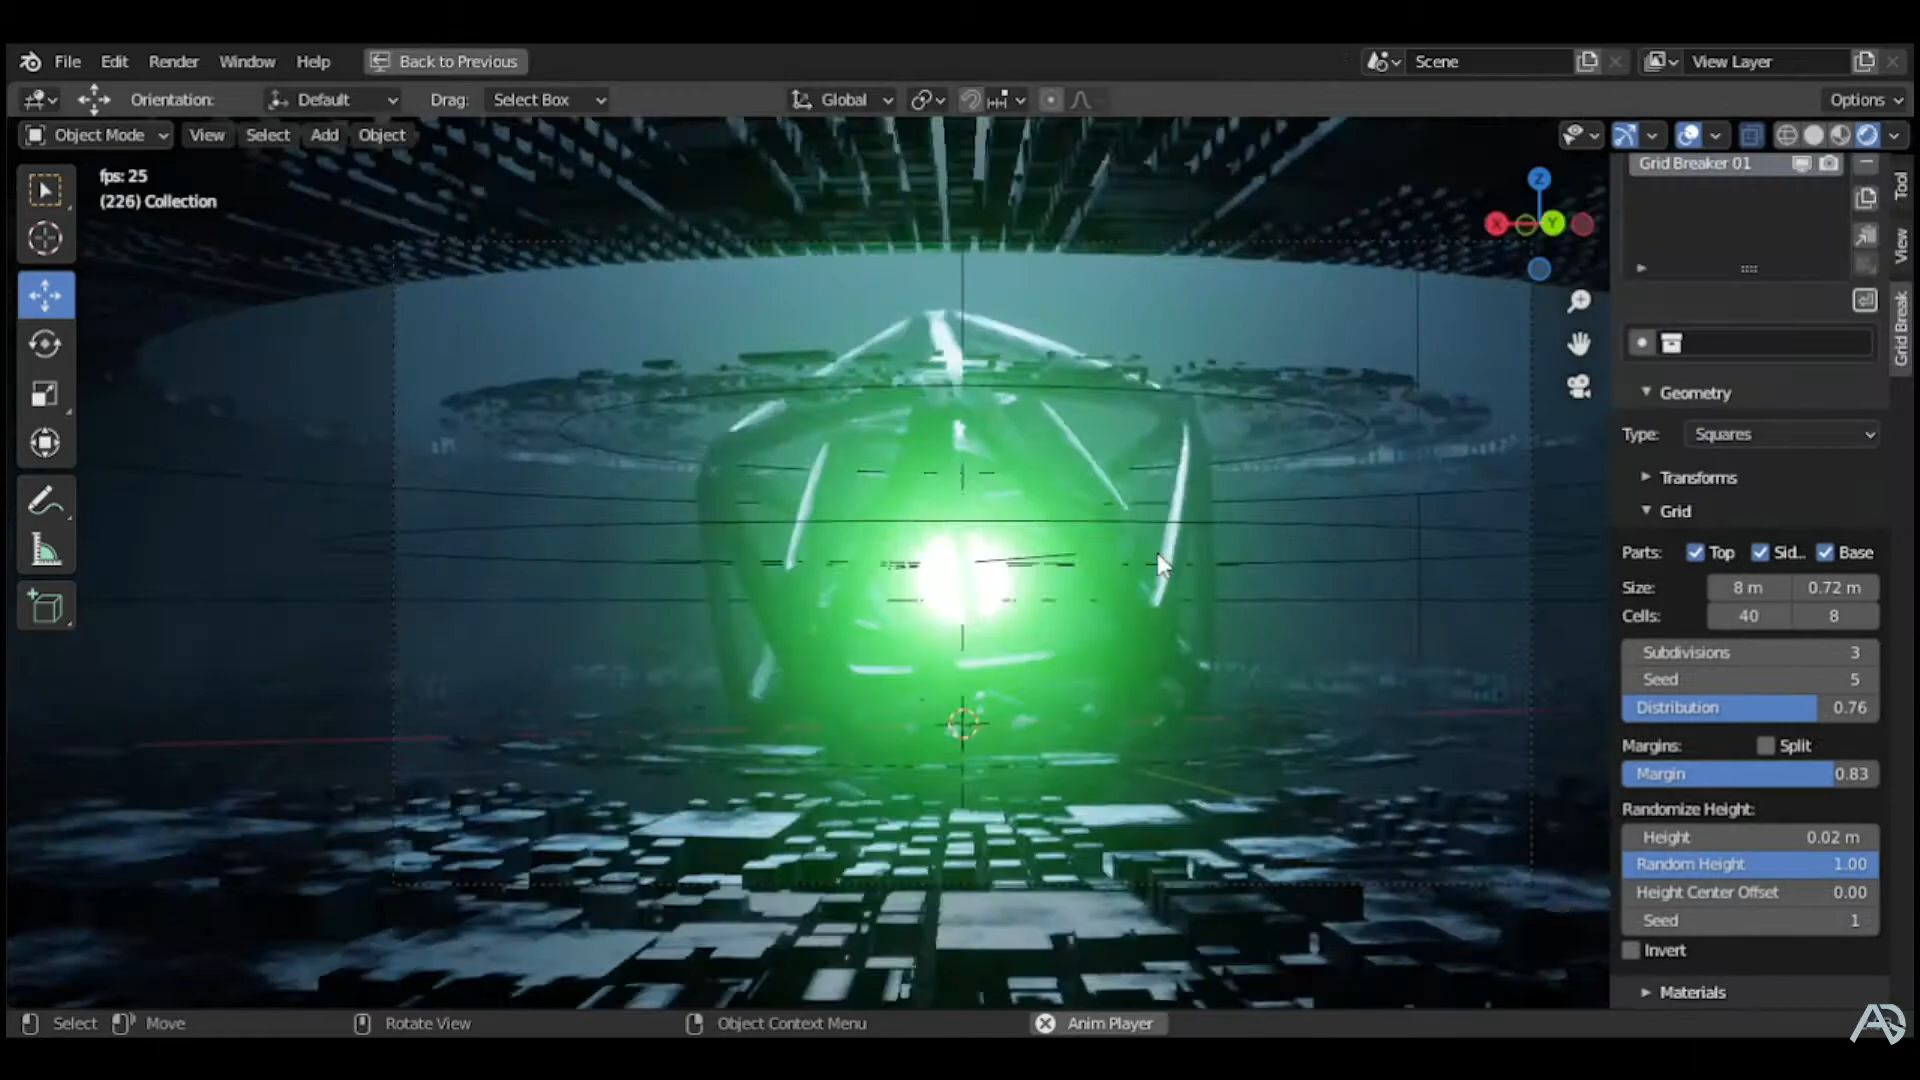 File Edit Render Window Help Back to Previous Scene View Layer
Orientation: Default Drag: Select Box Global Options
Object Mode View Select Add Object
fps: 25
(226) Collection
Z
X
Y
Grid Breaker 01
Tool
View
Grid Break
Geometry
Type: Squares
Transforms
Grid
Parts: Top Sid... Base
Size: 8 m 0.72 m
Cells: 40 8
Subdivisions 3
Seed 5
Distribution 0.76
Margins: Split
Margin 0.83
Randomize Height:
Height 0.02 m
Random Height 1.00
Height Center Offset 0.00
Seed 1
Invert
Materials
Select Move Rotate View Object Context Menu Anim Player